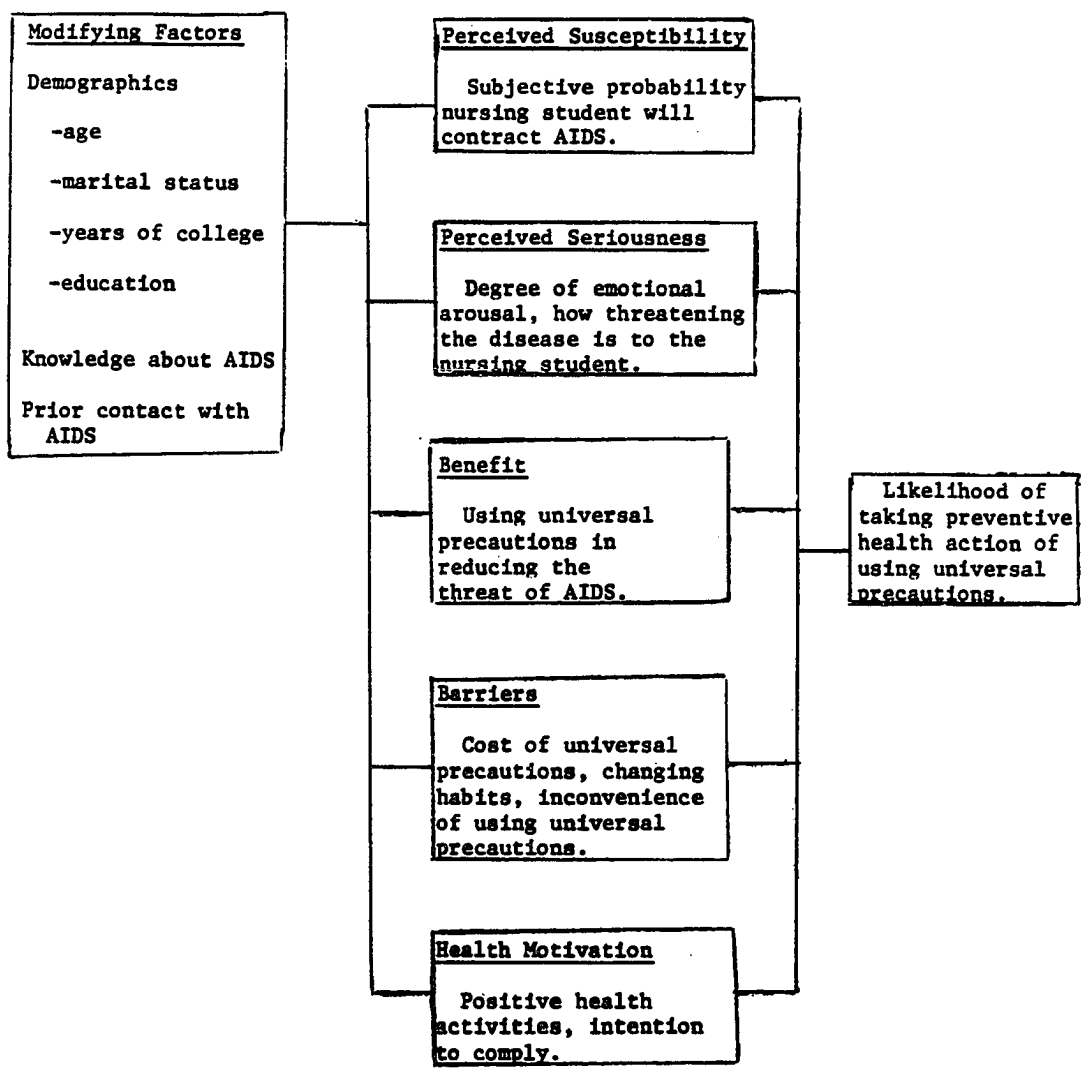 Modifying Factors
Demographics
-age
-marital status
-years of college
-education
Knowledge about AIDS
Prior contact with
AIDS
Perceived Susceptibility
Subjective probability
nursing student will
contract AIDS.
Perceived Seriousness
Degree of emotional
arousal, how threatening
the disease is to the
nursing student.
Benefit
Using universal
precautions in
reducing the
threat of AIDS.
Barriers
Cost of universal
precautions, changing
habits, inconvenience
of using universal
precautions.
Health Motivation
Positive health
activities, intention
to comply.
Likelihood of
taking preventive
health action of
using universal
precautions.